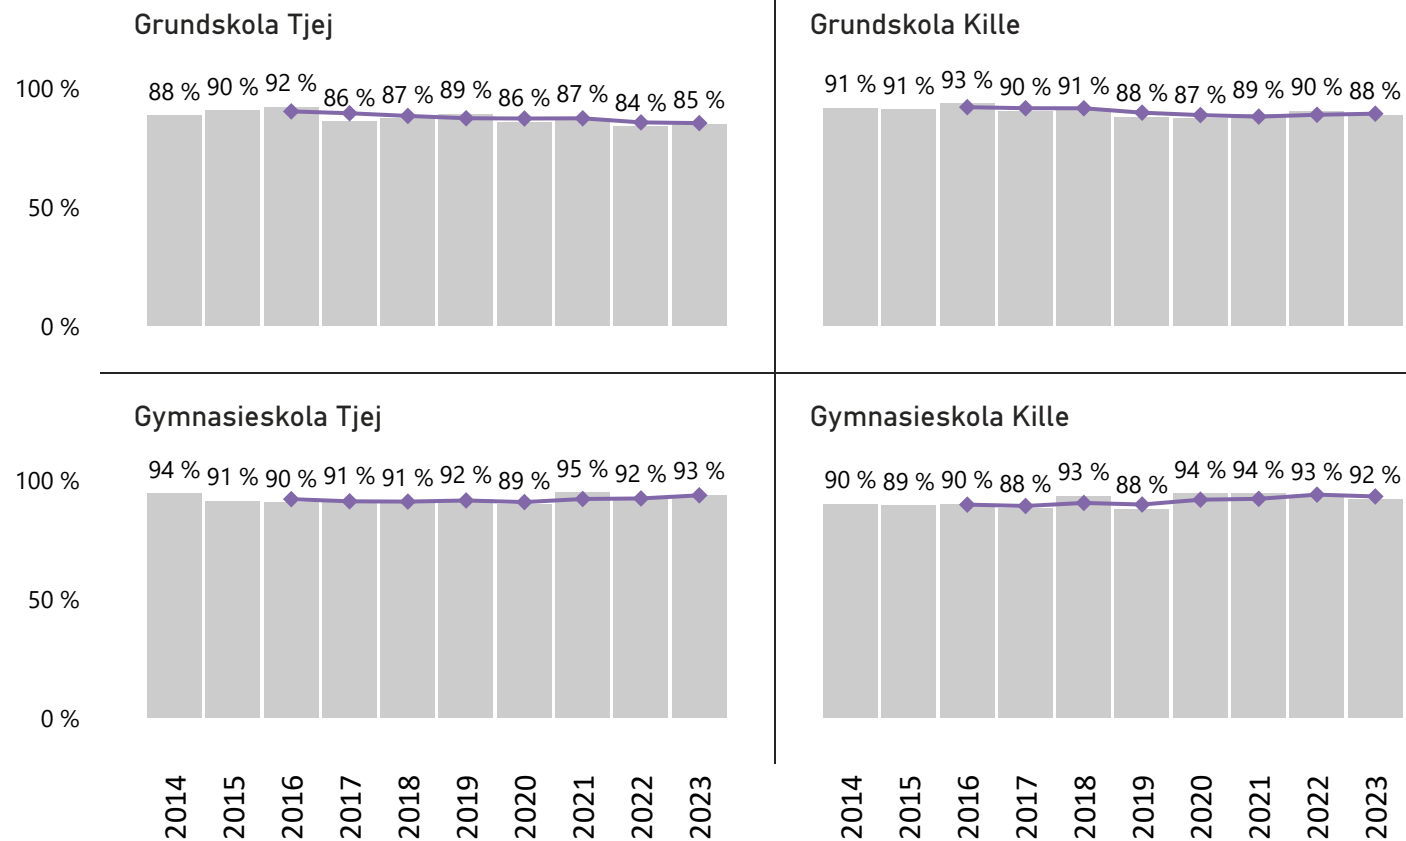 Grundskola Tjej
Grundskola Kille
100 %
50 %
0 %
88 % 90 % 92 % 86 % 87 % 89 % 86 % 87 % 84 % 85 %
91 % 91 % 93 % 90 % 91 % 88 % 87 % 89 % 90 % 88 %
Gymnasieskola Tjej
Gymnasieskola Kille
100 %
50 %
0 %
94 % 91 % 90 % 91 % 91 % 92 % 89 % 95 % 92 % 93 %
90 % 89 % 90 % 88 % 93 % 88 % 94 % 94 % 93 % 92 %
2014 2015 2016 2017 2018 2019 2020 2021 2022 2023
2014 2015 2016 2017 2018 2019 2020 2021 2022 2023